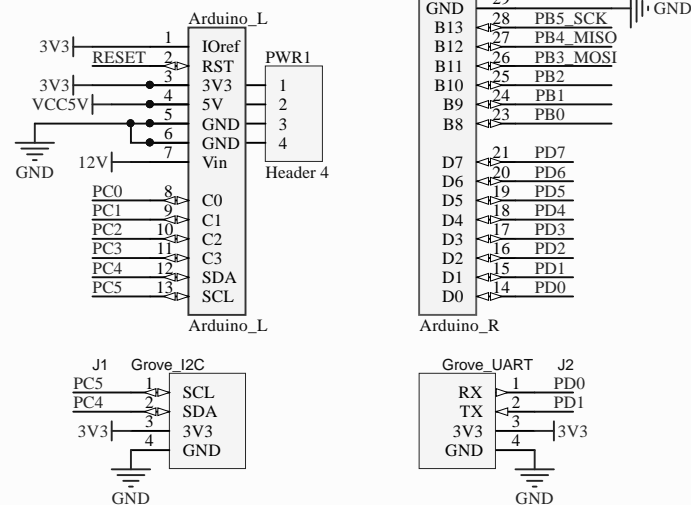 Arduino_L
3V3 1 IOref
RESET 2 RST PWR1
3V3 3 3V3 1
VCC5V 4 5V 2
5 GND 3
6 GND 4
GND 12V 7 Vin Header 4
PC0 8 C0
PC1 9 C1
PC2 10 C2
PC3 11 C3
PC4 12 SDA
PC5 13 SCL
Arduino_L
GND 29 GND
B13 28 PB5_SCK
B12 27 PB4_MISO
B11 26 PB3_MOSI
B10 25 PB2
B9 24 PB1
B8 23 PB0
D7 21 PD7
D6 20 PD6
D5 19 PD5
D4 18 PD4
D3 17 PD3
D2 16 PD2
D1 15 PD1
D0 14 PD0
Arduino_R
J1 Grove_I2C
PC5 1 SCL
PC4 2 SDA
3V3 3 3V3
4 GND
GND
Grove_UART J2
RX 1 PD0
TX 2 PD1
3V3 3 3V3
GND 4
GND